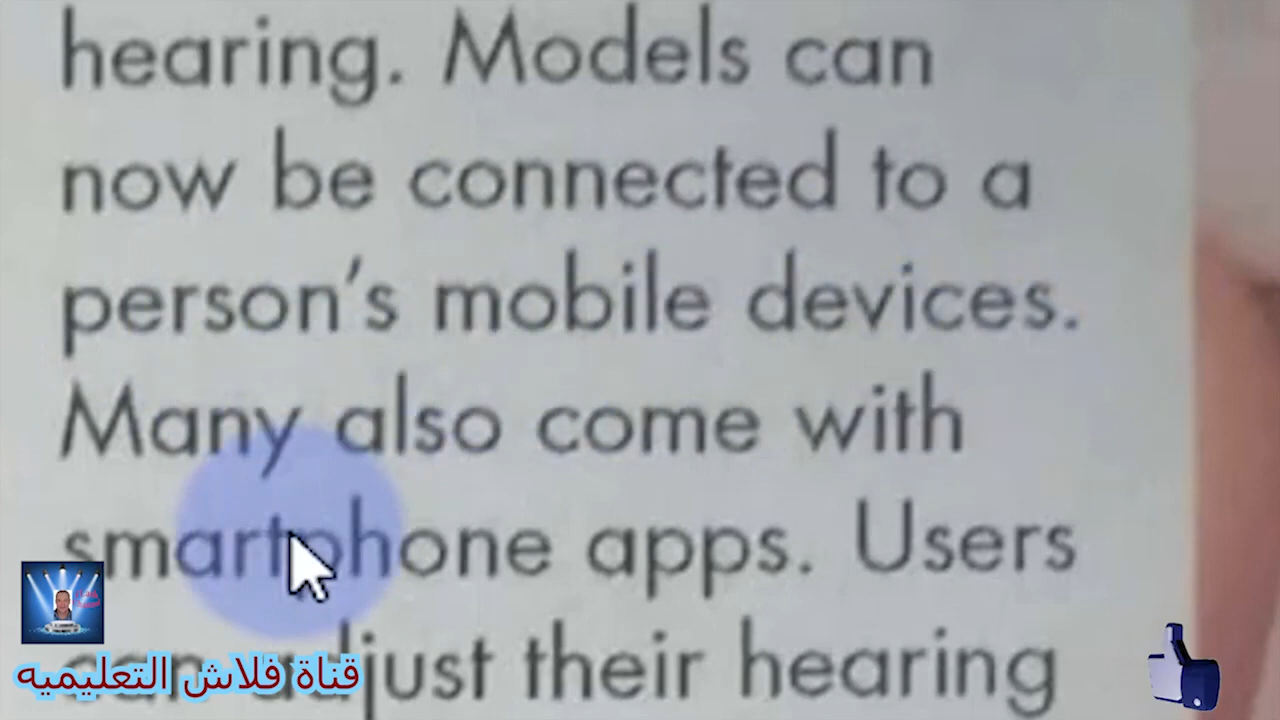 hearing. Models can
now be connected to a
person's mobile devices.
Many also come with
smartphone apps. Users
can adjust their hearing
قناة فلاش التعليميه